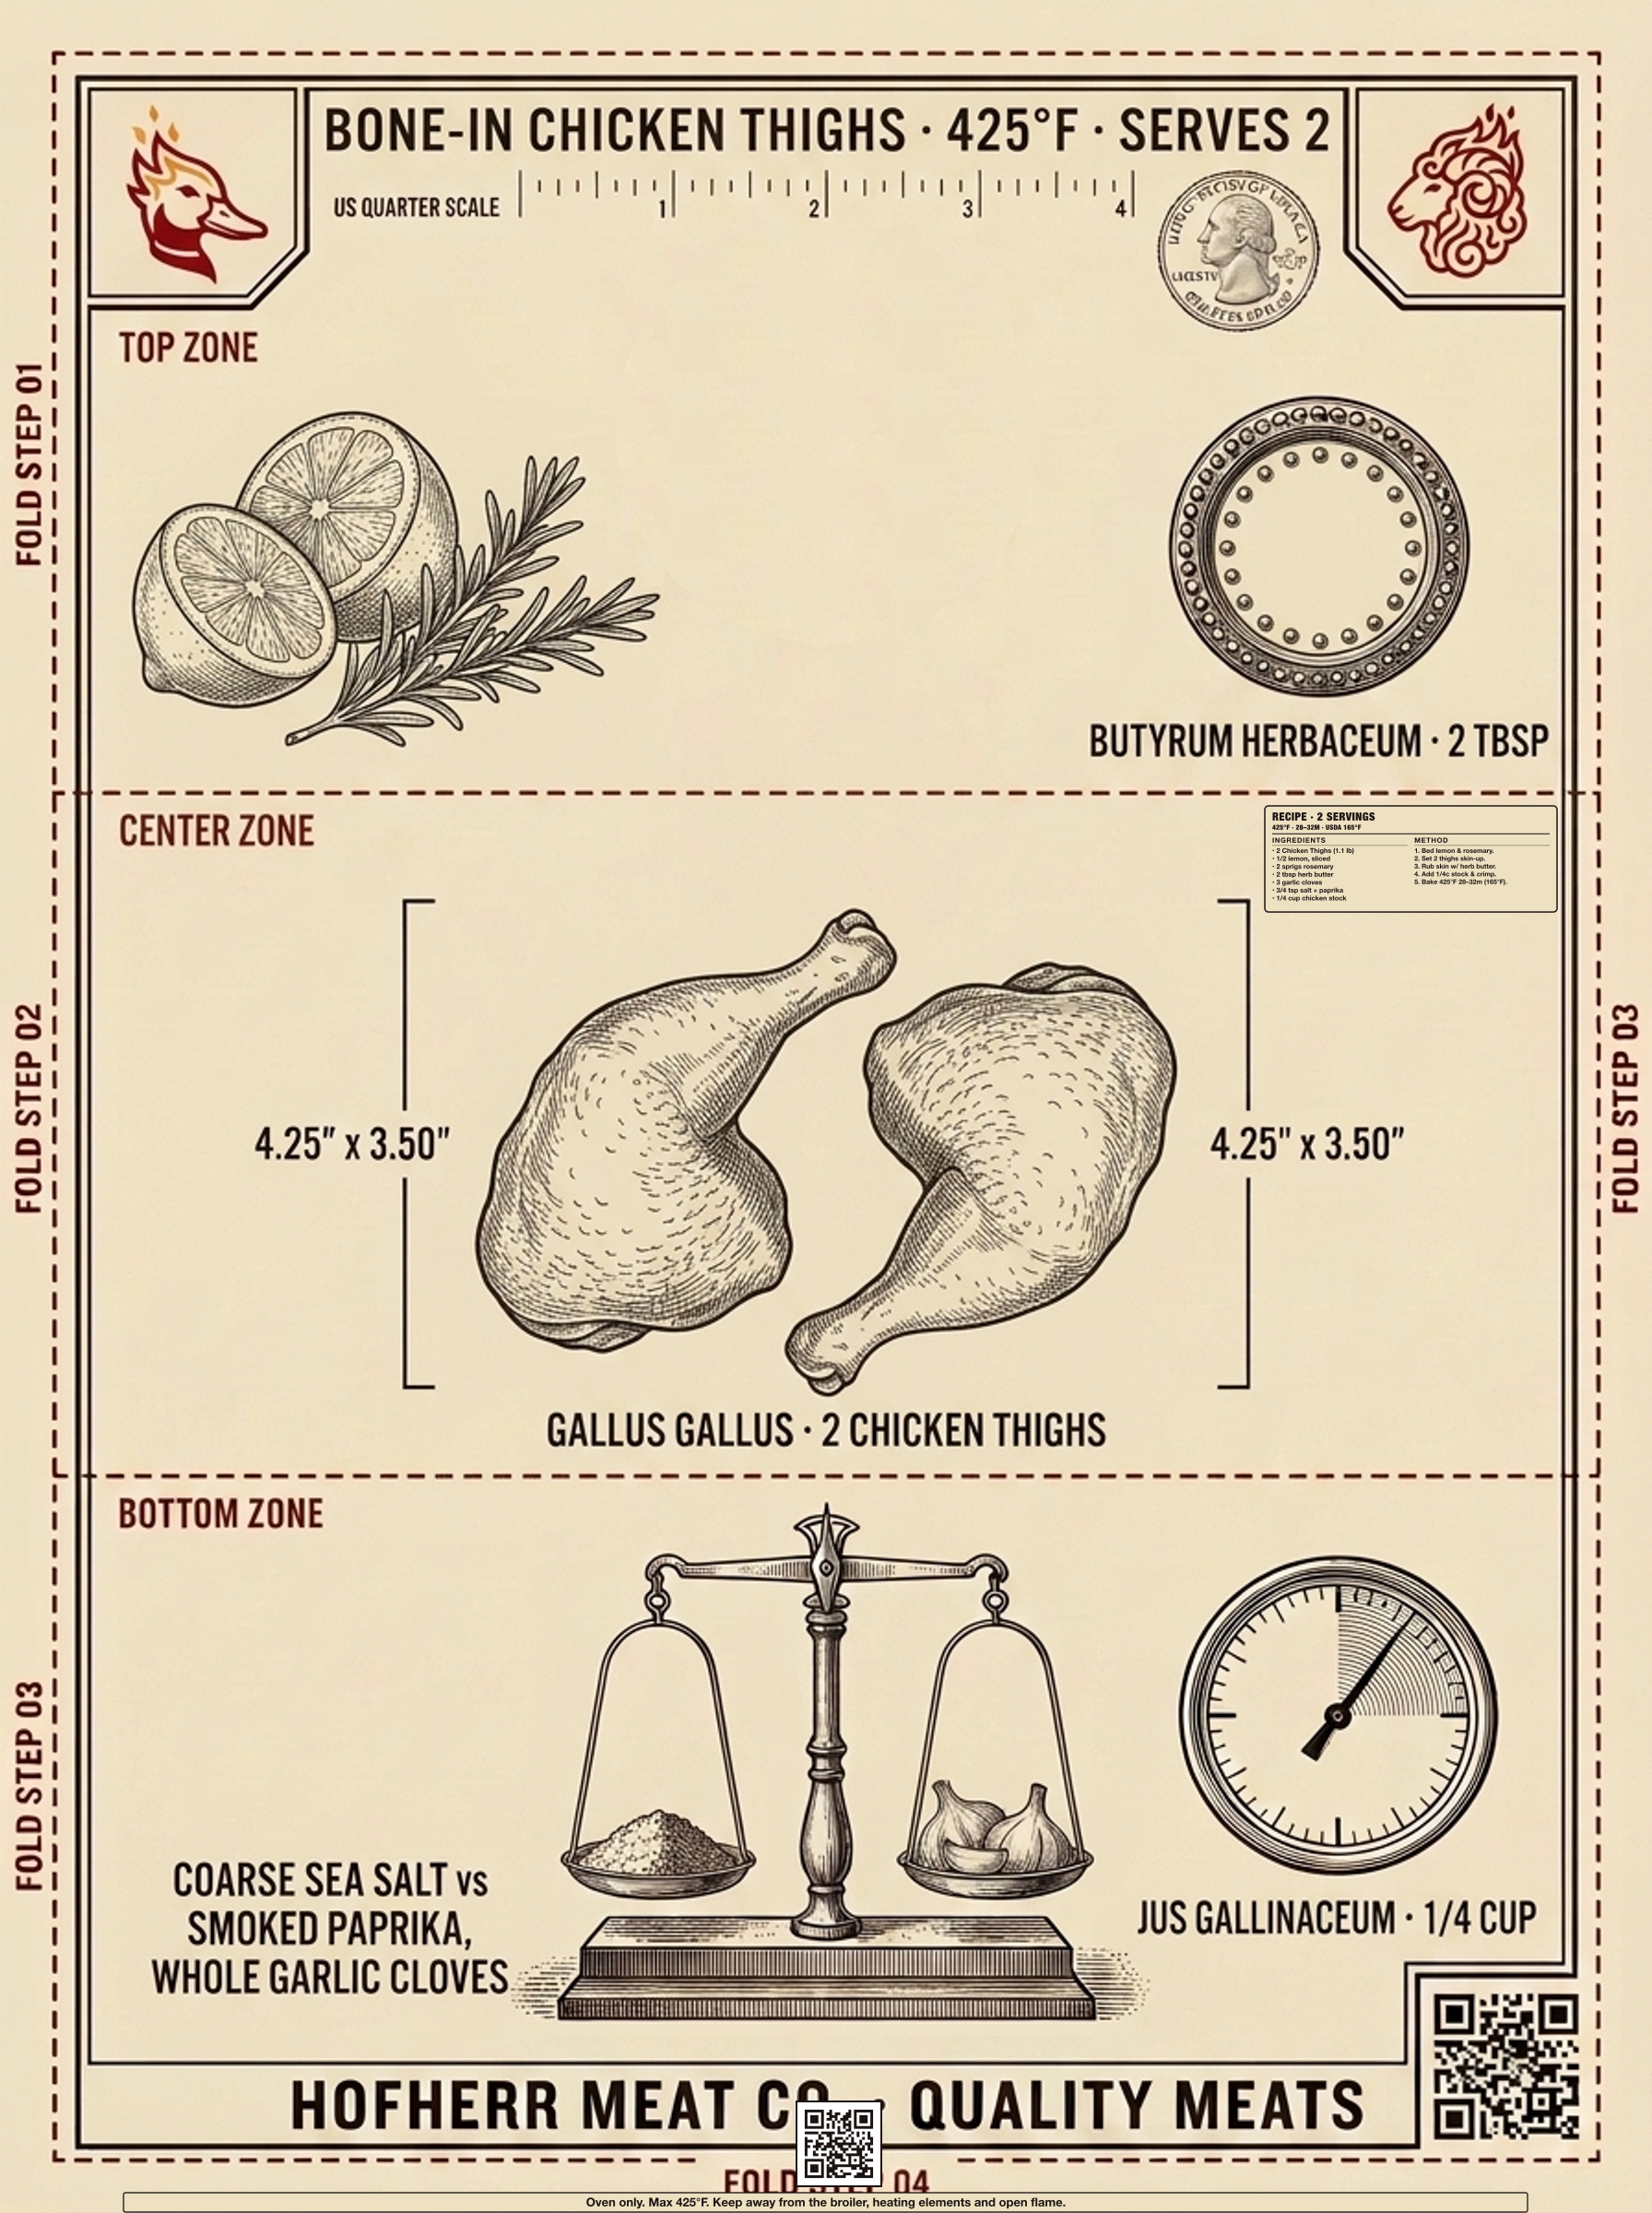 BONE-IN CHICKEN THIGHS · 425°F · SERVES 2
US QUARTER SCALE
1 2 3 4
TOP ZONE
FOLD STEP 01
BUTYRUM HERBACEUM · 2 TBSP
CENTER ZONE
RECIPE · 2 SERVINGS
425°F · 28–32M · USDA 165°F
INGREDIENTS
· 2 Chicken Thighs (1.1 lb)
· 1/2 lemon, sliced
· 2 sprigs rosemary
· 2 tbsp herb butter
· 3 garlic cloves
· 3/4 tsp salt + paprika
· 1/4 cup chicken stock
METHOD
1. Bed lemon & rosemary.
2. Set 2 thighs skin-up.
3. Rub skin w/ herb butter.
4. Add 1/4c stock & crimp.
5. Bake 425°F 28–32m (165°F).
FOLD STEP 02
4.25" x 3.50"
4.25" x 3.50"
FOLD STEP 03
GALLUS GALLUS · 2 CHICKEN THIGHS
BOTTOM ZONE
FOLD STEP 03
COARSE SEA SALT vs
SMOKED PAPRIKA,
WHOLE GARLIC CLOVES
JUS GALLINACEUM · 1/4 CUP
HOFHERR MEAT CO · QUALITY MEATS
FOLD 04
Oven only. Max 425°F. Keep away from the broiler, heating elements and open flame.